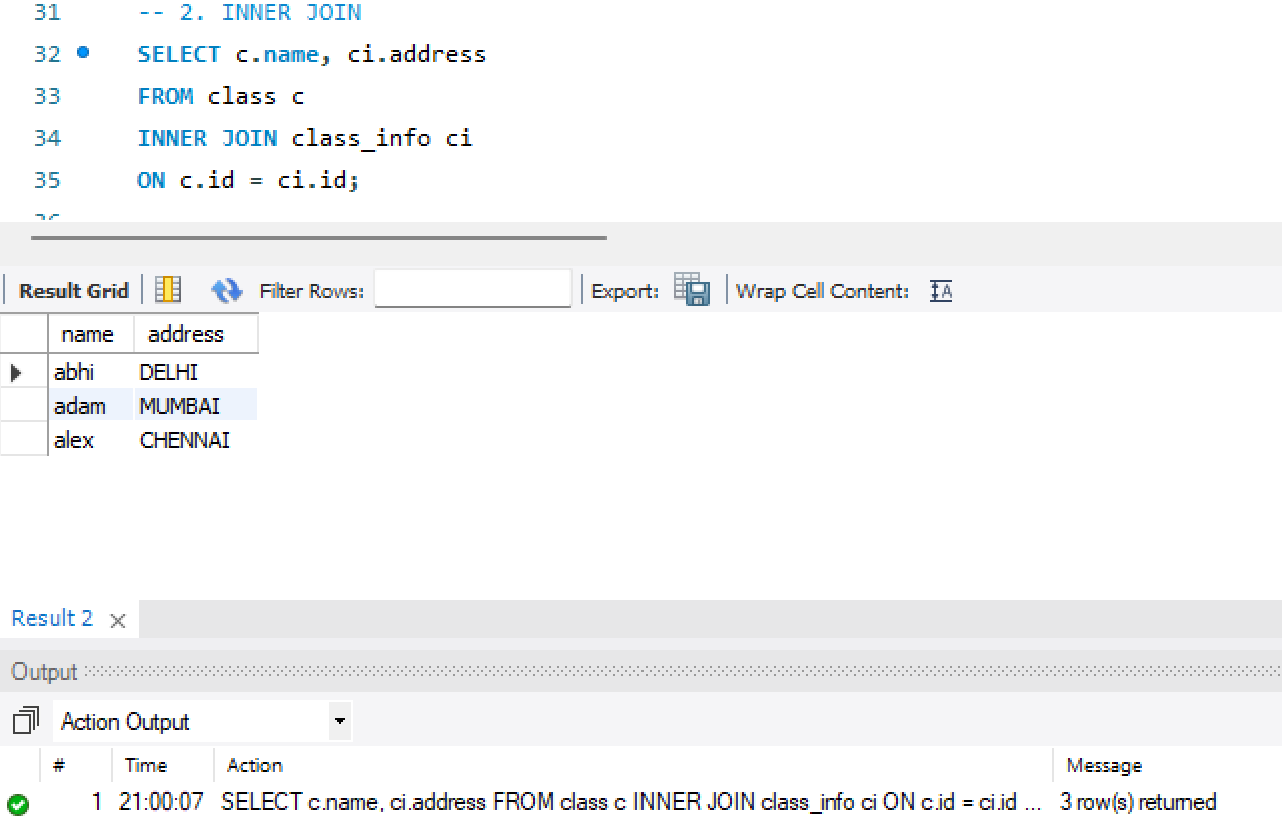 31 -- 2. INNER JOIN
32 SELECT c.name, ci.address
33 FROM class c
34 INNER JOIN class_info ci
35 ON c.id = ci.id;
Result Grid Filter Rows: Export: Wrap Cell Content: IA
name address
abhi DELHI
adam MUMBAI
alex CHENNAI
Result 2
Output
Action Output
# Time Action Message
1 21:00:07 SELECT c.name, ci.address FROM class c INNER JOIN class_info ci ON c.id = ci.id ... 3 row(s) returned